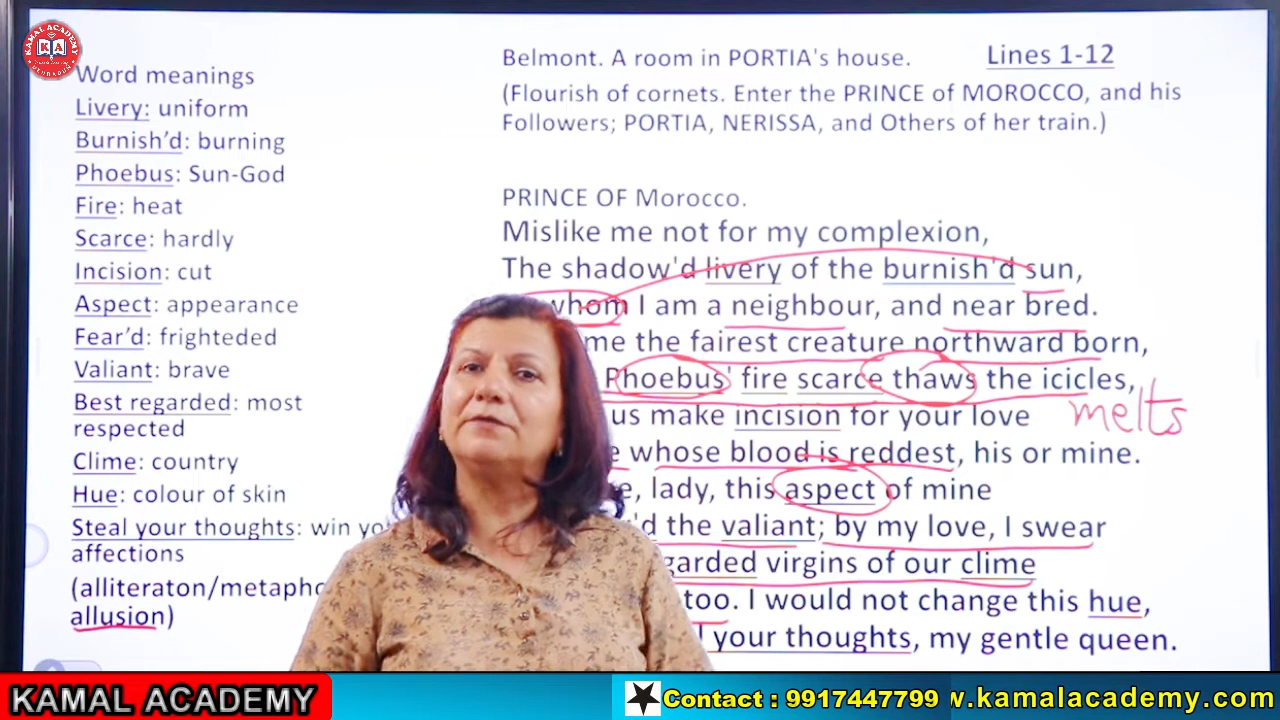 KAMAL ACADEMY
KA
DEHRADUN
Word meanings
Livery: uniform
Burnish'd: burning
Phoebus: Sun-God
Fire: heat
Scarce: hardly
Incision: cut
Aspect: appearance
Fear'd: frighteded
Valiant: brave
Best regarded: most
respected
Clime: country
Hue: colour of skin
Steal your thoughts: win
affections
(alliteraton/
allusion)
Belmont. A room in PORTIA's house. Lines 1-12
(Flourish of cornets. Enter the PRINCE of MOROCCO, and his
Followers; PORTIA, NERISSA, and Others of her train.)
PRINCE OF Morocco.
Mislike me not for my complexion,
The shadow'd livery of the burnish'd sun,
whom I am a neighbour, and near bred.
me the fairest creature northward born,
Phoebus' fire scarce thaws the icicles,
melts
us make incision for your love
whose blood is reddest, his or mine.
lady, this aspect of mine
the valiant; by my love, I swear
virgins of our clime
too. I would not change this hue,
your thoughts, my gentle queen.
KAMAL ACADEMY
Contact : 9917447799 .kamalacademy.com